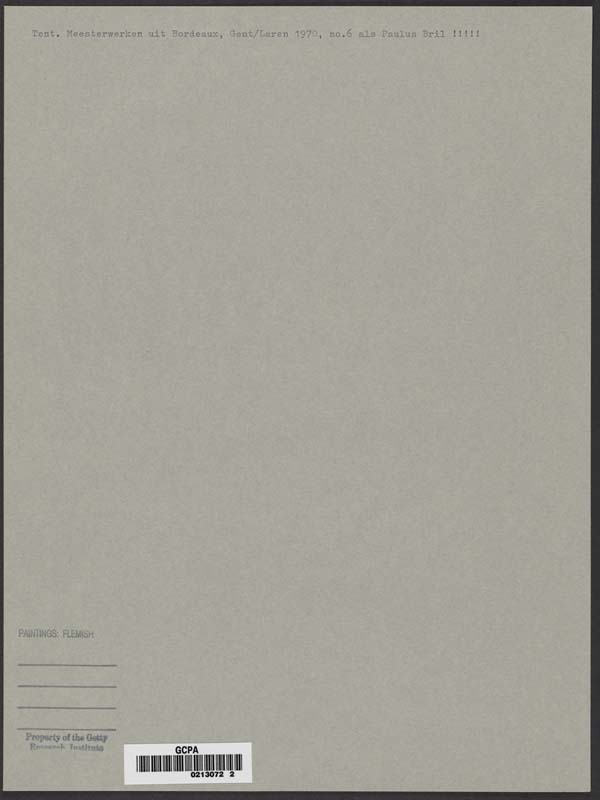 Tent. Meesterwerken uit Bordeaux, Gent/Laren 1970, no.6 als Paulus Bril !!!!!
PAINTINGS: FLEMISH
Property of the Getty
Research Institute
GCPA
0213072 2